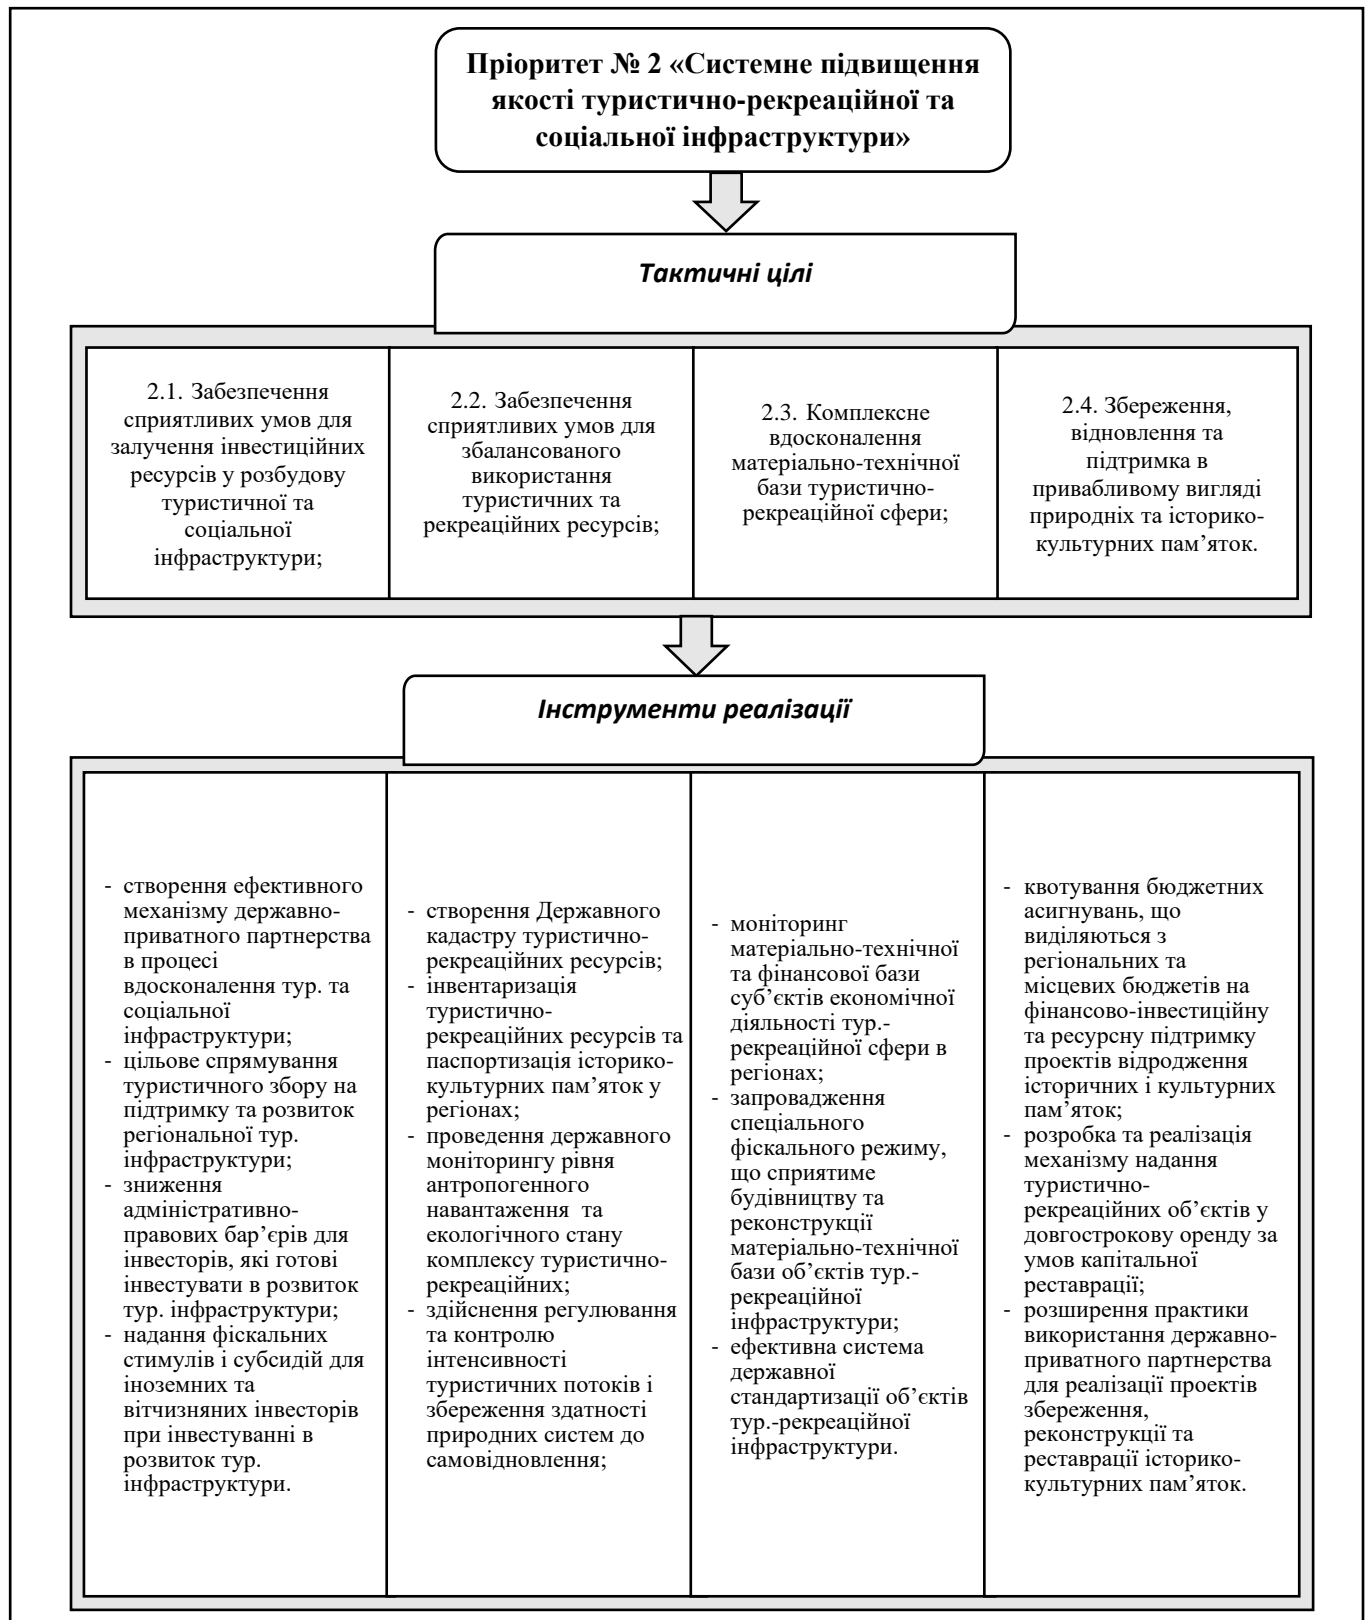 Пріоритет № 2 «Системне підвищення
якості туристично-рекреаційної та
соціальної інфраструктури»
Тактичні цілі
2.1. Забезпечення
сприятливих умов для
залучення інвестиційних
ресурсів у розбудову
туристичної та
соціальної
інфраструктури;
2.2. Забезпечення
сприятливих умов для
збалансованого
використання
туристичних та
рекреаційних ресурсів;
2.3. Комплексне
вдосконалення
матеріально-технічної
бази туристично-
рекреаційної сфери;
2.4. Збереження,
відновлення та
підтримка в
привабливому вигляді
природніх та історико-
культурних пам’яток.
Інструменти реалізації
- створення ефективного
механізму державно-
приватного партнерства
в процесі
вдосконалення тур. та
соціальної
інфраструктури;
- цільове спрямування
туристичного збору на
підтримку та розвиток
регіональної тур.
інфраструктури;
- зниження
адміністративно-
правових бар’єрів для
інвесторів, які готові
інвестувати в розвиток
тур. інфраструктури;
- надання фіскальних
стимулів і субсидій для
іноземних та
вітчизняних інвесторів
при інвестуванні в
розвиток тур.
інфраструктури.
- створення Державного
кадастру туристично-
рекреаційних ресурсів;
- інвентаризація
туристично-
рекреаційних ресурсів та
паспортизація історико-
культурних пам’яток у
регіонах;
- проведення державного
моніторингу рівня
антропогенного
навантаження та
екологічного стану
комплексу туристично-
рекреаційних;
- здійснення регулювання
та контролю
інтенсивності
туристичних потоків і
збереження здатності
природних систем до
самовідновлення;
- моніторинг
матеріально-технічної
та фінансової бази
суб’єктів економічної
діяльності тур.-
рекреаційної сфери в
регіонах;
- запровадження
спеціального
фіскального режиму,
що сприятиме
будівництву та
реконструкції
матеріально-технічної
бази об’єктів тур.-
рекреаційної
інфраструктури;
- ефективна система
державної
стандартизації об’єктів
тур.-рекреаційної
інфраструктури.
- квотування бюджетних
асигнувань, що
виділяються з
регіональних та
місцевих бюджетів на
фінансово-інвестиційну
та ресурсну підтримку
проектів відродження
історичних і культурних
пам’яток;
- розробка та реалізація
механізму надання
туристично-
рекреаційних об’єктів у
довгострокову оренду за
умов капітальної
реставрації;
- розширення практики
використання державно-
приватного партнерства
для реалізації проектів
збереження,
реконструкції та
реставрації історико-
культурних пам’яток.